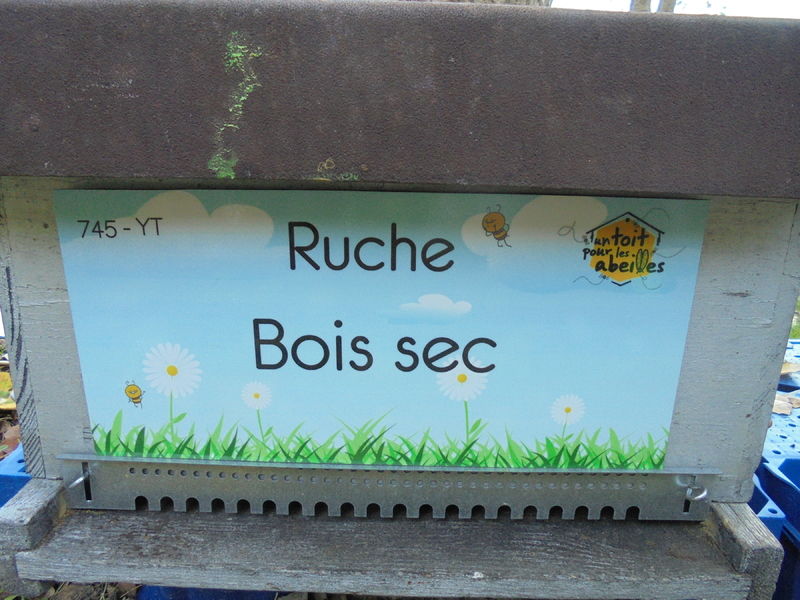 745 - YT
Ruche
Bois sec
un toit
pour les
abeilles